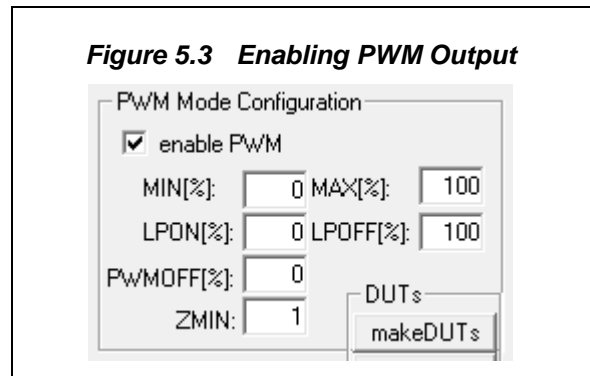 Figure 5.3 Enabling PWM Output
PWM Mode Configuration
enable PWM
MIN[%]: 0 MAX[%]: 100
LPON[%]: 0 LPOFF[%]: 100
PWMOFF[%]: 0
DUTs
ZMIN: 1
makeDUTs